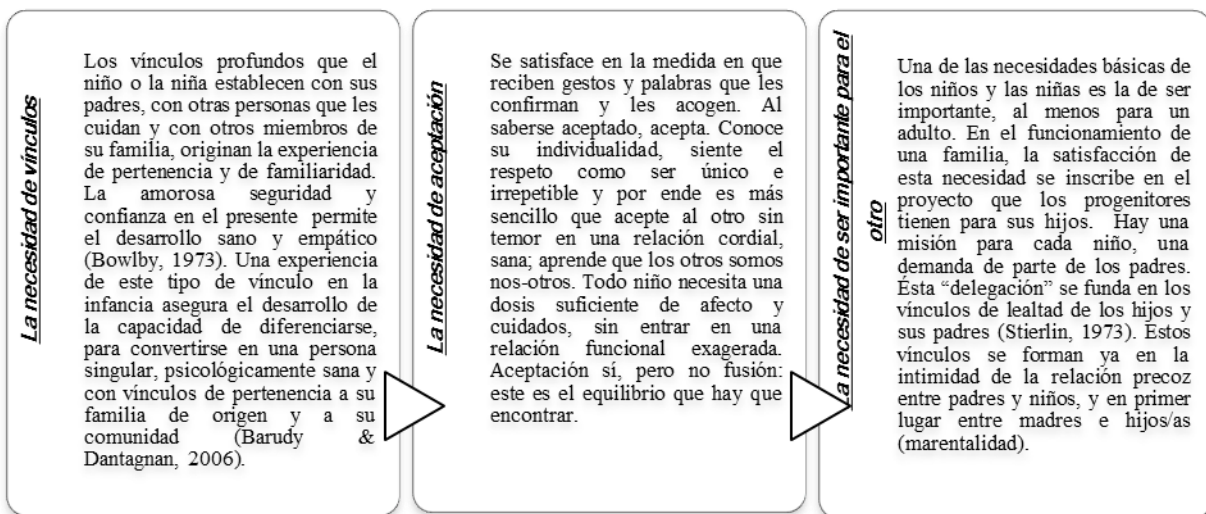 La necesidad de vínculos
Los vínculos profundos que el
niño o la niña establecen con sus
padres, con otras personas que les
cuidan y con otros miembros de
su familia, originan la experiencia
de pertenencia y de familiaridad.
La amorosa seguridad y
confianza en el presente permite
el desarrollo sano y empático
(Bowlby, 1973). Una experiencia
de este tipo de vínculo en la
infancia asegura el desarrollo de
la capacidad de diferenciarse,
para convertirse en una persona
singular, psicológicamente sana y
con vínculos de pertenencia a su
familia de origen y a su
comunidad (Barudy &
Dantagnan, 2006).
La necesidad de aceptación
Se satisface en la medida en que
reciben gestos y palabras que les
confirman y les acogen. Al
saberse aceptado, acepta. Conoce
su individualidad, siente el
respeto como ser único e
irrepetible y por ende es más
sencillo que acepte al otro sin
temor en una relación cordial,
sana; aprende que los otros somos
nos-otros. Todo niño necesita una
dosis suficiente de afecto y
cuidados, sin entrar en una
relación funcional exagerada.
Aceptación sí, pero no fusión:
este es el equilibrio que hay que
encontrar.
La necesidad de ser importante para el
otro
Una de las necesidades básicas de
los niños y las niñas es la de ser
importante, al menos para un
adulto. En el funcionamiento de
una familia, la satisfacción de
esta necesidad se inscribe en el
proyecto que los progenitores
tienen para sus hijos. Hay una
misión para cada niño, una
demanda de parte de los padres.
Ésta “delegación” se funda en los
vínculos de lealtad de los hijos y
sus padres (Stierlin, 1973). Estos
vínculos se forman ya en la
intimidad de la relación precoz
entre padres y niños, y en primer
lugar entre madres e hijos/as
(marentalidad).